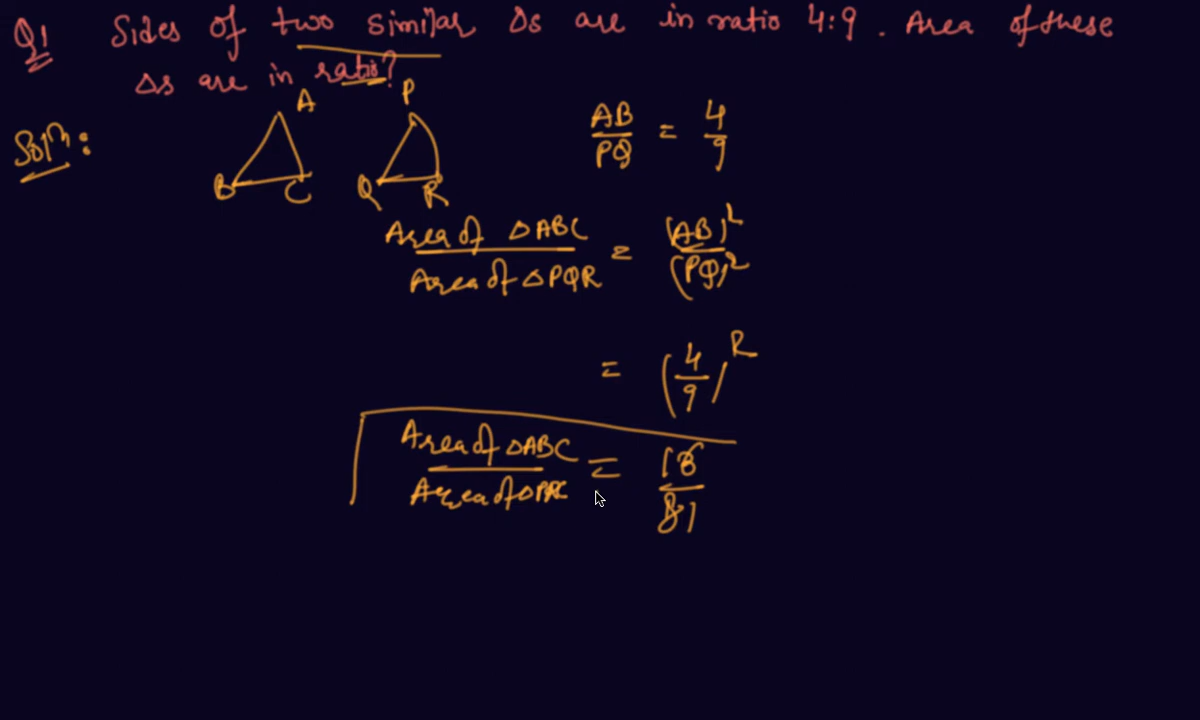 Q1 Sides of two similar Δs are in ratio 4:9. Area of these
Δs are in ratio?
Solⁿ:
A
B C
P
Q R
AB/PQ = 4/9
Area of ΔABC / Area of ΔPQR = (AB)²/(PQ)²
= (4/9)²
Area of ΔABC / Area of ΔPQR = 16/81